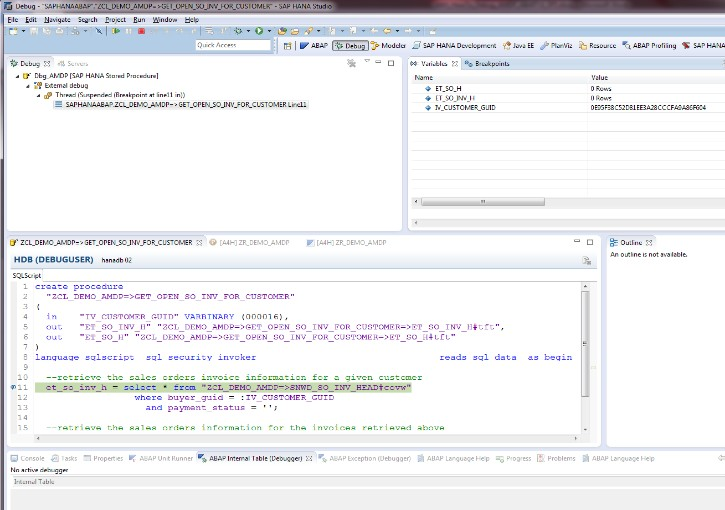 Debug - "SAPHANAABAP"."ZCL_DEMO_AMDP=>GET_OPEN_SO_INV_FOR_CUSTOMER" - SAP HANA Studio
File Edit Navigate Search Project Run Window Help
Quick Access ABAP Debug Modeler SAP HANA Development Java EE PlanViz Resource ABAP Profiling SAP HANA
Debug Servers
Dbg_AMDP [SAP HANA Stored Procedure]
External debug
Thread (Suspended (Breakpoint at line11 in))
SAPHANAABAP.ZCL_DEMO_AMDP=>GET_OPEN_SO_INV_FOR_CUSTOMER Line11
Variables Breakpoints
Name Value
ET_SO_H 0 Rows
ET_SO_INV_H 0 Rows
IV_CUSTOMER_GUID
ZCL_DEMO_AMDP=>GET_OPEN_SO_INV_FOR_CUSTOMER [A4H] ZR_DEMO_AMDP [A4H] ZR_DEMO_AMDP
HDB (DEBUGUSER) hanadb 02
SQLScript
1 create procedure
2 "ZCL_DEMO_AMDP=>GET_OPEN_SO_INV_FOR_CUSTOMER"
3 (
4 in "IV_CUSTOMER_GUID" VARBINARY (000016),
5 out "ET_SO_INV_H" "ZCL_DEMO_AMDP=>GET_OPEN_SO_INV_FOR_CUSTOMER=>ET_SO_INV_H#tft",
6 out "ET_SO_H" "ZCL_DEMO_AMDP=>GET_OPEN_SO_INV_FOR_CUSTOMER=>ET_SO_H#tft"
7 )
8 language sqlscript sql security invoker reads sql data as begin
9
10 --retrieve the sales orders invoice information for a given customer
11 et_so_inv_h = select * from "ZCL_DEMO_AMDP=>SNWD_SO_INV_HEAD#covw"
12 where buyer_guid = :IV_CUSTOMER_GUID
13 and payment_status = '';
14
15 --retrieve the sales orders information for the invoices retrieved above
Outline
An outline is not available.
Console Tasks Properties ABAP Unit Runner ABAP Internal Table (Debugger) ABAP Exception (Debugger) ABAP Language Help Progress Problems ABAP Language Help
No active debugger
Internal Table